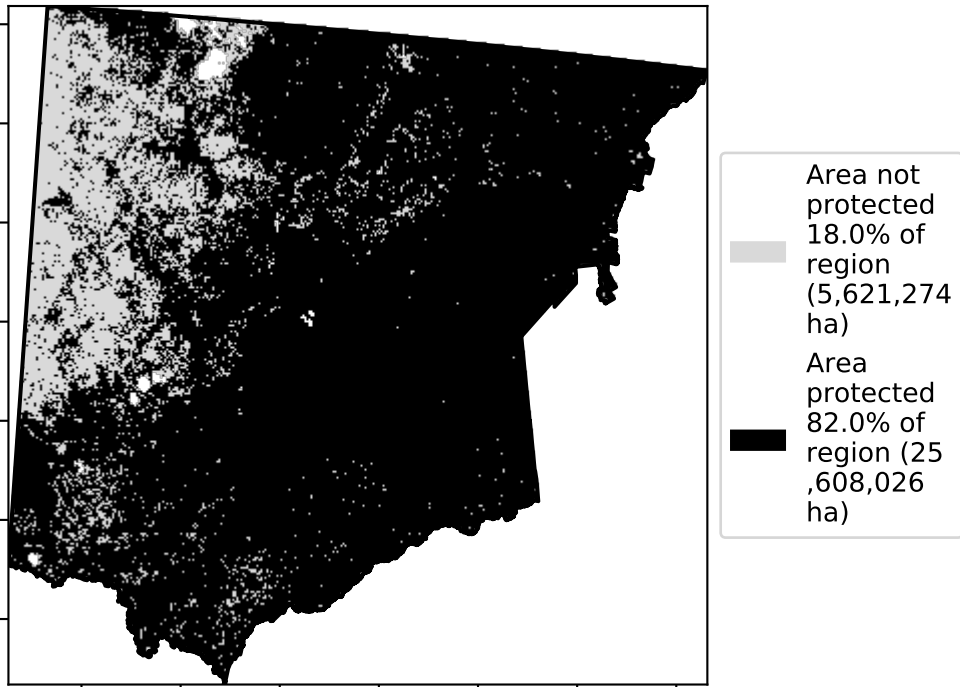 Area not
protected
18.0% of
region
(5,621,274
ha)
Area
protected
82.0% of
region (25
,608,026
ha)